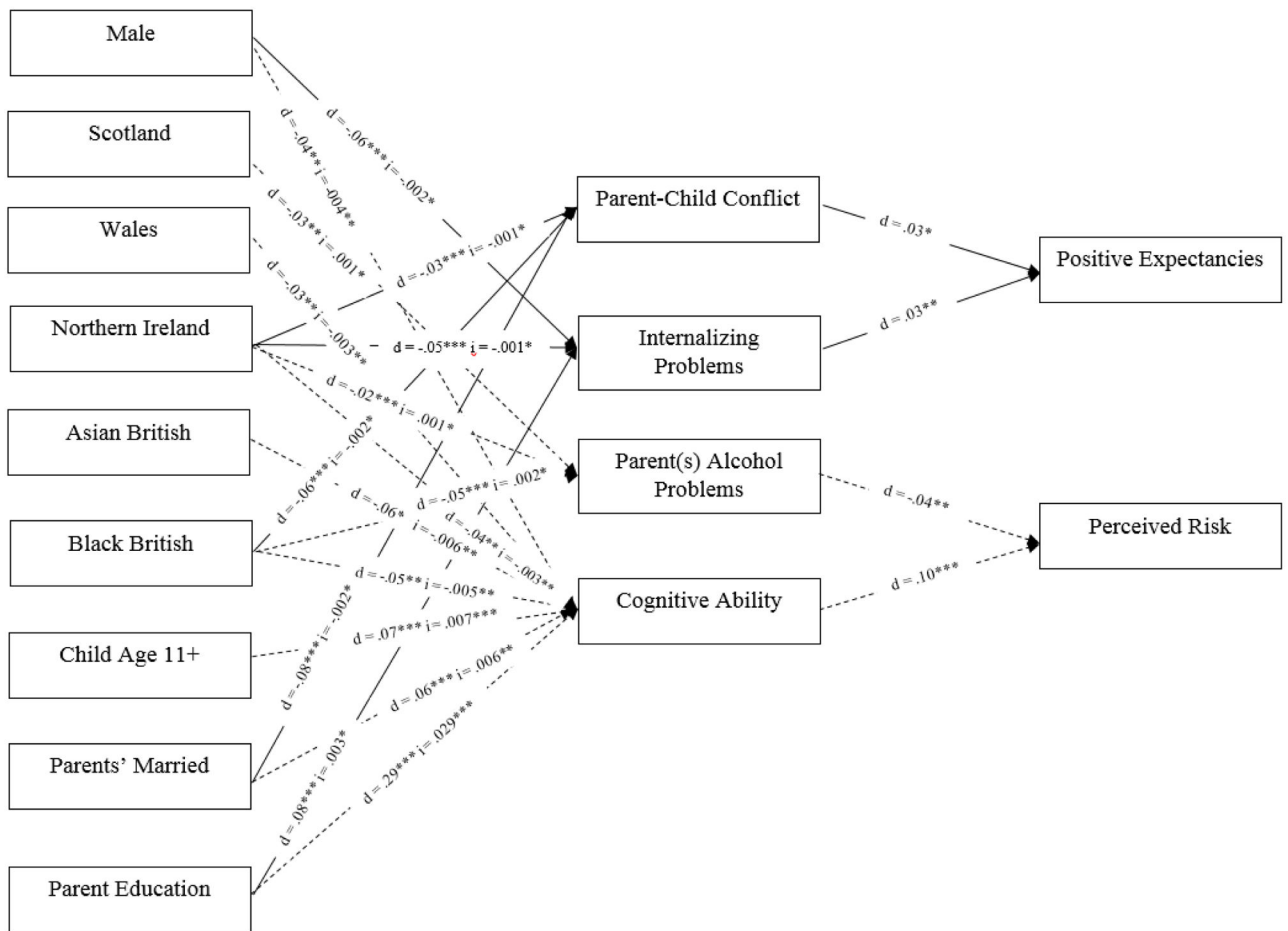 Male
Scotland
Wales
Northern Ireland
Asian British
Black British
Child Age 11+
Parents’ Married
Parent Education
d = -.06*** i= -.002*
d = -.04** i= -.004**
d = -.03** i= .001*
d = -.03** i= -.003**
d = -.03*** i= -.001*
d = -.05*** i = -.001*
d = -.02*** i= .001*
d = -.04** i= -.003**
d = -.06* i= -.006**
d = -.06*** i= -.002*
d = -.05*** i= -.002*
d = -.05** i= -.005**
d = .07*** i= .007***
d = -.08*** i= -.002*
d = .06*** i= .006**
d = .08*** i= .003*
d = .29*** i= .029***
Parent-Child Conflict
Internalizing
Problems
Parent(s) Alcohol
Problems
Cognitive Ability
d = .03*
d = .03**
d = -.04**
d = .10***
Positive Expectancies
Perceived Risk